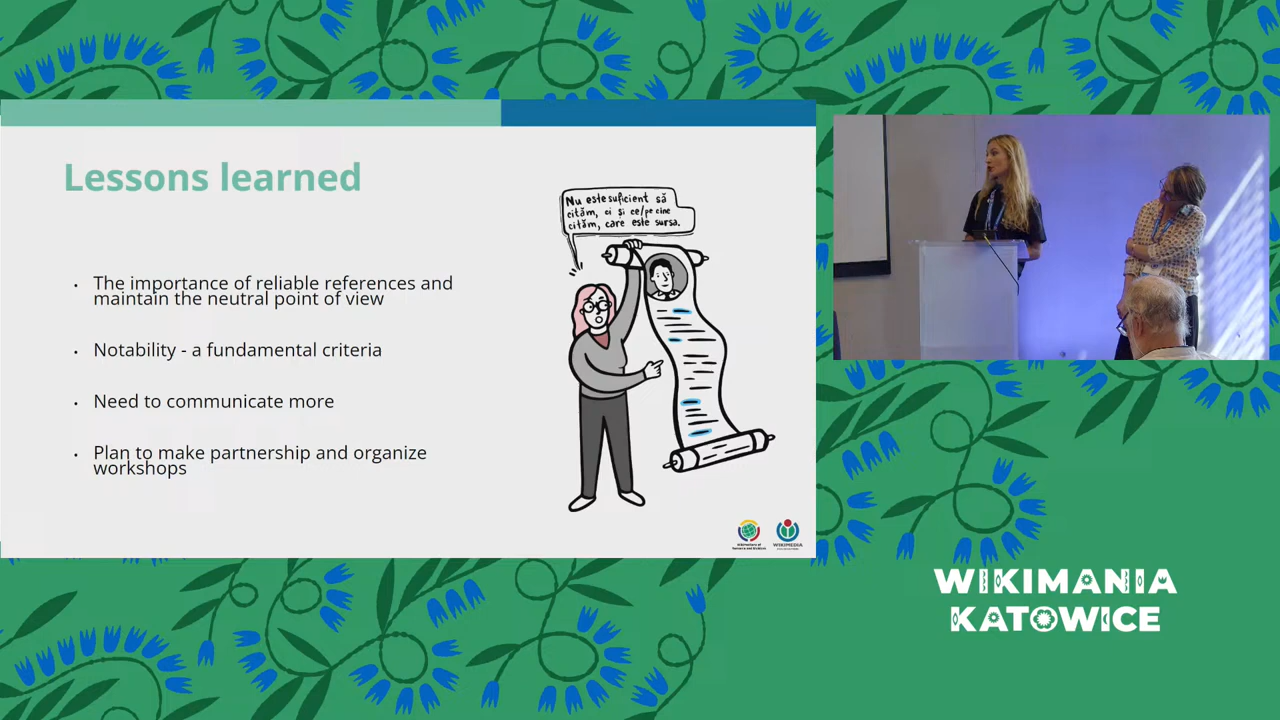 Lessons learned
Nu este suficient să
cităm, ci și ce/pe cine
cităm, care este sursa.
• The importance of reliable references and
maintain the neutral point of view
• Notability - a fundamental criteria
• Need to communicate more
• Plan to make partnership and organize
workshops
WIKIMEDIA
WIKIMANIA
KATOWICE